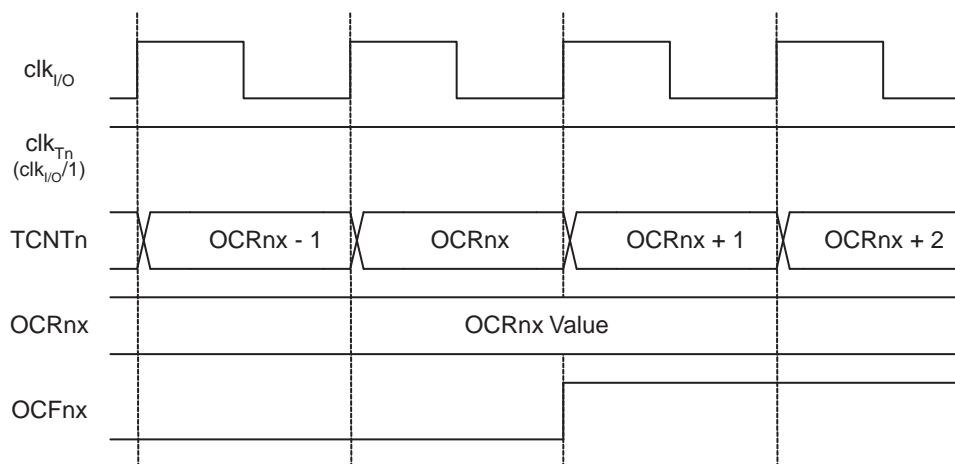 clkI/O
clkTn
(clkI/O/1)
TCNTn
OCRnx - 1
OCRnx
OCRnx + 1
OCRnx + 2
OCRnx
OCRnx Value
OCFnx